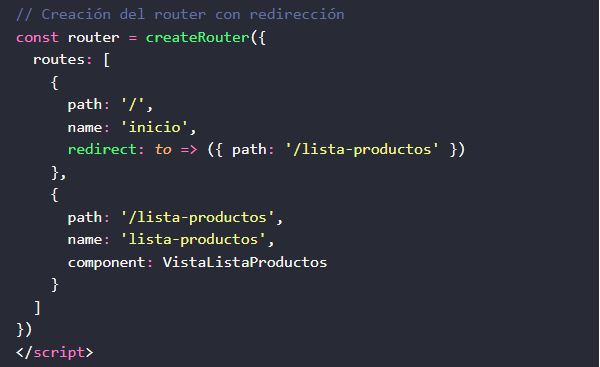 // Creación del router con redirección
const router = createRouter({
  routes: [
    {
      path: '/',
      name: 'inicio',
      redirect: to => ({ path: '/lista-productos' })
    },
    {
      path: '/lista-productos',
      name: 'lista-productos',
      component: VistaListaProductos
    }
  ]
})
</script>